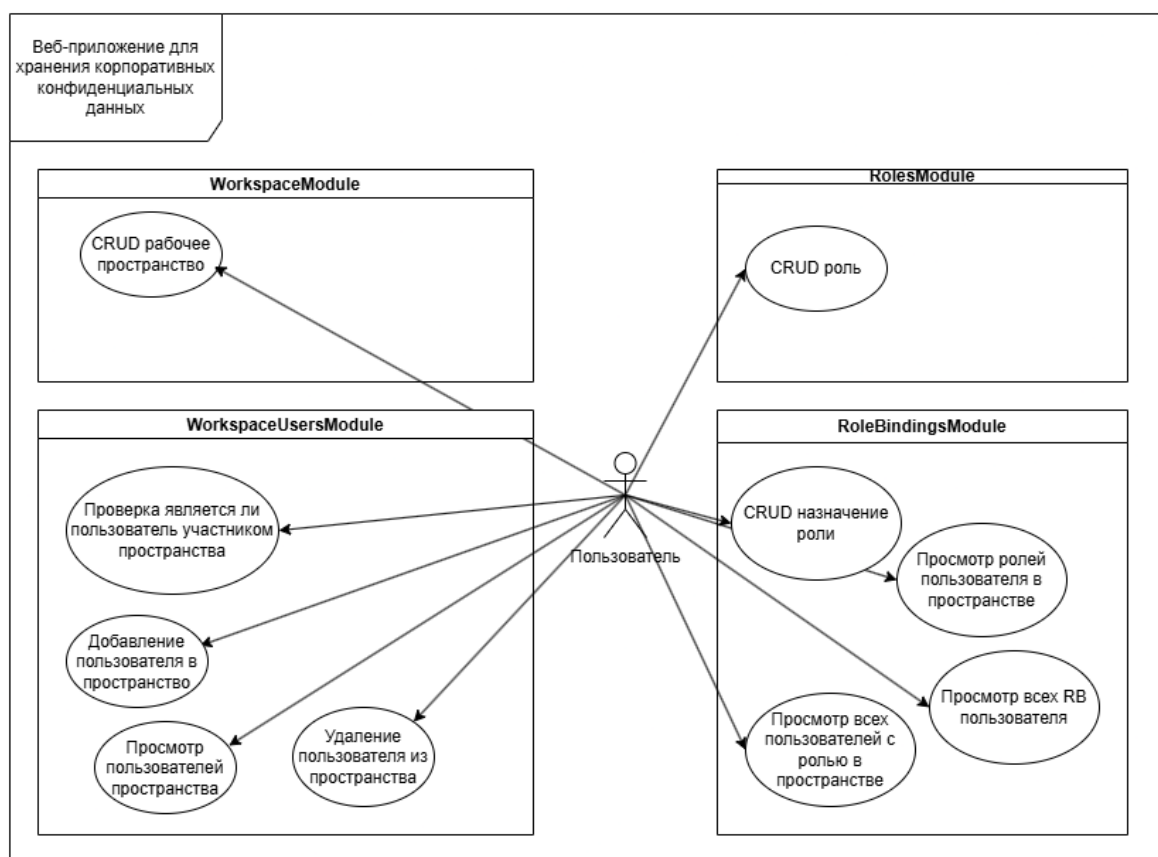 Веб-приложение для
хранения корпоративных
конфиденциальных
данных
WorkspaceModule
CRUD рабочее
пространство
RolesModule
CRUD роль
WorkspaceUsersModule
Проверка является ли
пользователь участником
пространства
Добавление
пользователя в
пространство
Просмотр
пользователей
пространства
Удаление
пользователя из
пространства
Пользователь
RoleBindingsModule
CRUD назначение
роли
Просмотр ролей
пользователя в
пространстве
Просмотр всех RB
пользователя
Просмотр всех
пользователей с
ролью в
пространстве